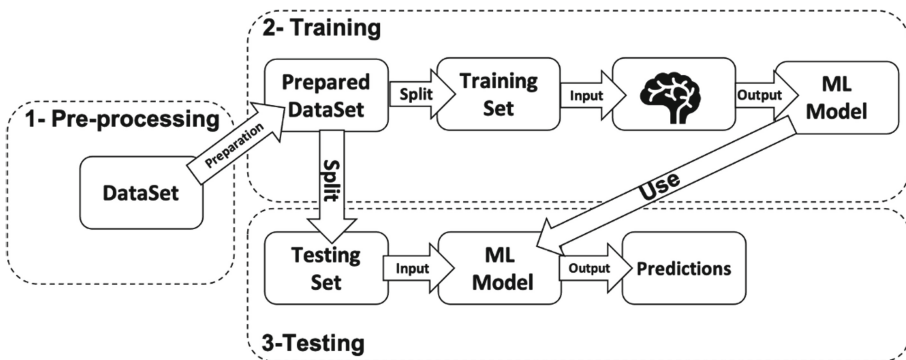 2- Training
Prepared
DataSet
Split
Training
Set
Input
Output
ML
Model
1- Pre-processing
Preparation
DataSet
Split
Use
Testing
Set
Input
ML
Model
Output
Predictions
3-Testing